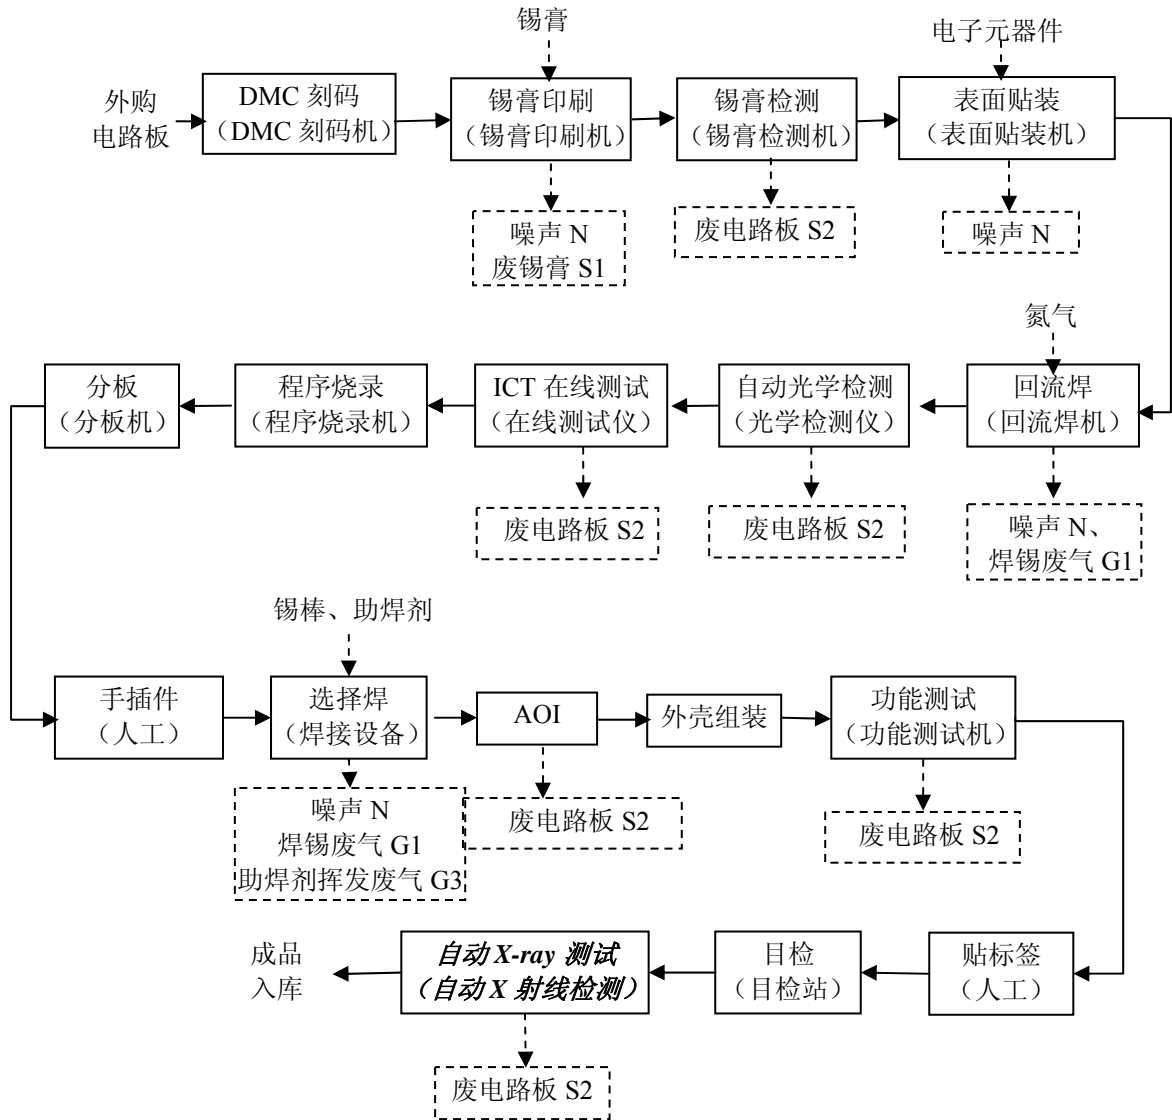 锡膏
电子元器件
外购
电路板
DMC 刻码
（DMC 刻码机）
锡膏印刷
（锡膏印刷机）
锡膏检测
（锡膏检测机）
表面贴装
（表面贴装机）
噪声 N
废锡膏 S1
废电路板 S2
噪声 N
氮气
分板
（分板机）
程序烧录
（程序烧录机）
ICT 在线测试
（在线测试仪）
自动光学检测
（光学检测仪）
回流焊
（回流焊机）
废电路板 S2
废电路板 S2
噪声 N、
焊锡废气 G1
锡棒、助焊剂
手插件
（人工）
选择焊
（焊接设备）
AOI
外壳组装
功能测试
（功能测试机）
噪声 N
焊锡废气 G1
助焊剂挥发废气 G3
废电路板 S2
废电路板 S2
成品
入库
自动 X-ray 测试
（自动 X 射线检测）
目检
（目检站）
贴标签
（人工）
废电路板 S2